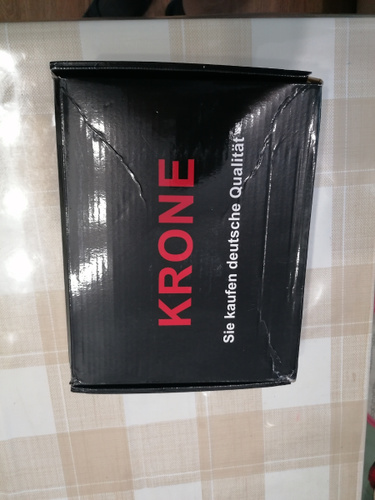 KRONE
Sie kaufen deutsche Qualität